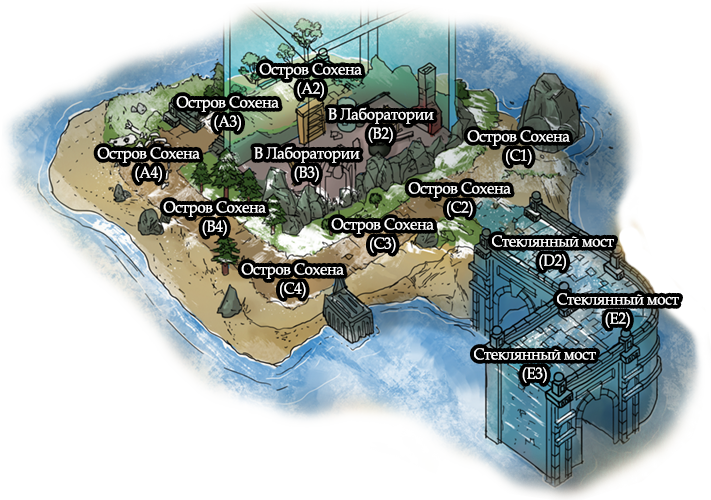 Остров Сохена
(A2)
Остров Сохена
(A3)
В Лаборатории
(B2)
Остров Сохена
(C1)
Остров Сохена
(A4)
В Лаборатории
(B3)
Остров Сохена
(C2)
Остров Сохена
(B4)
Остров Сохена
(C3)
Стеклянный мост
(D2)
Остров Сохена
(C4)
Стеклянный мост
(E2)
Стеклянный мост
(E3)